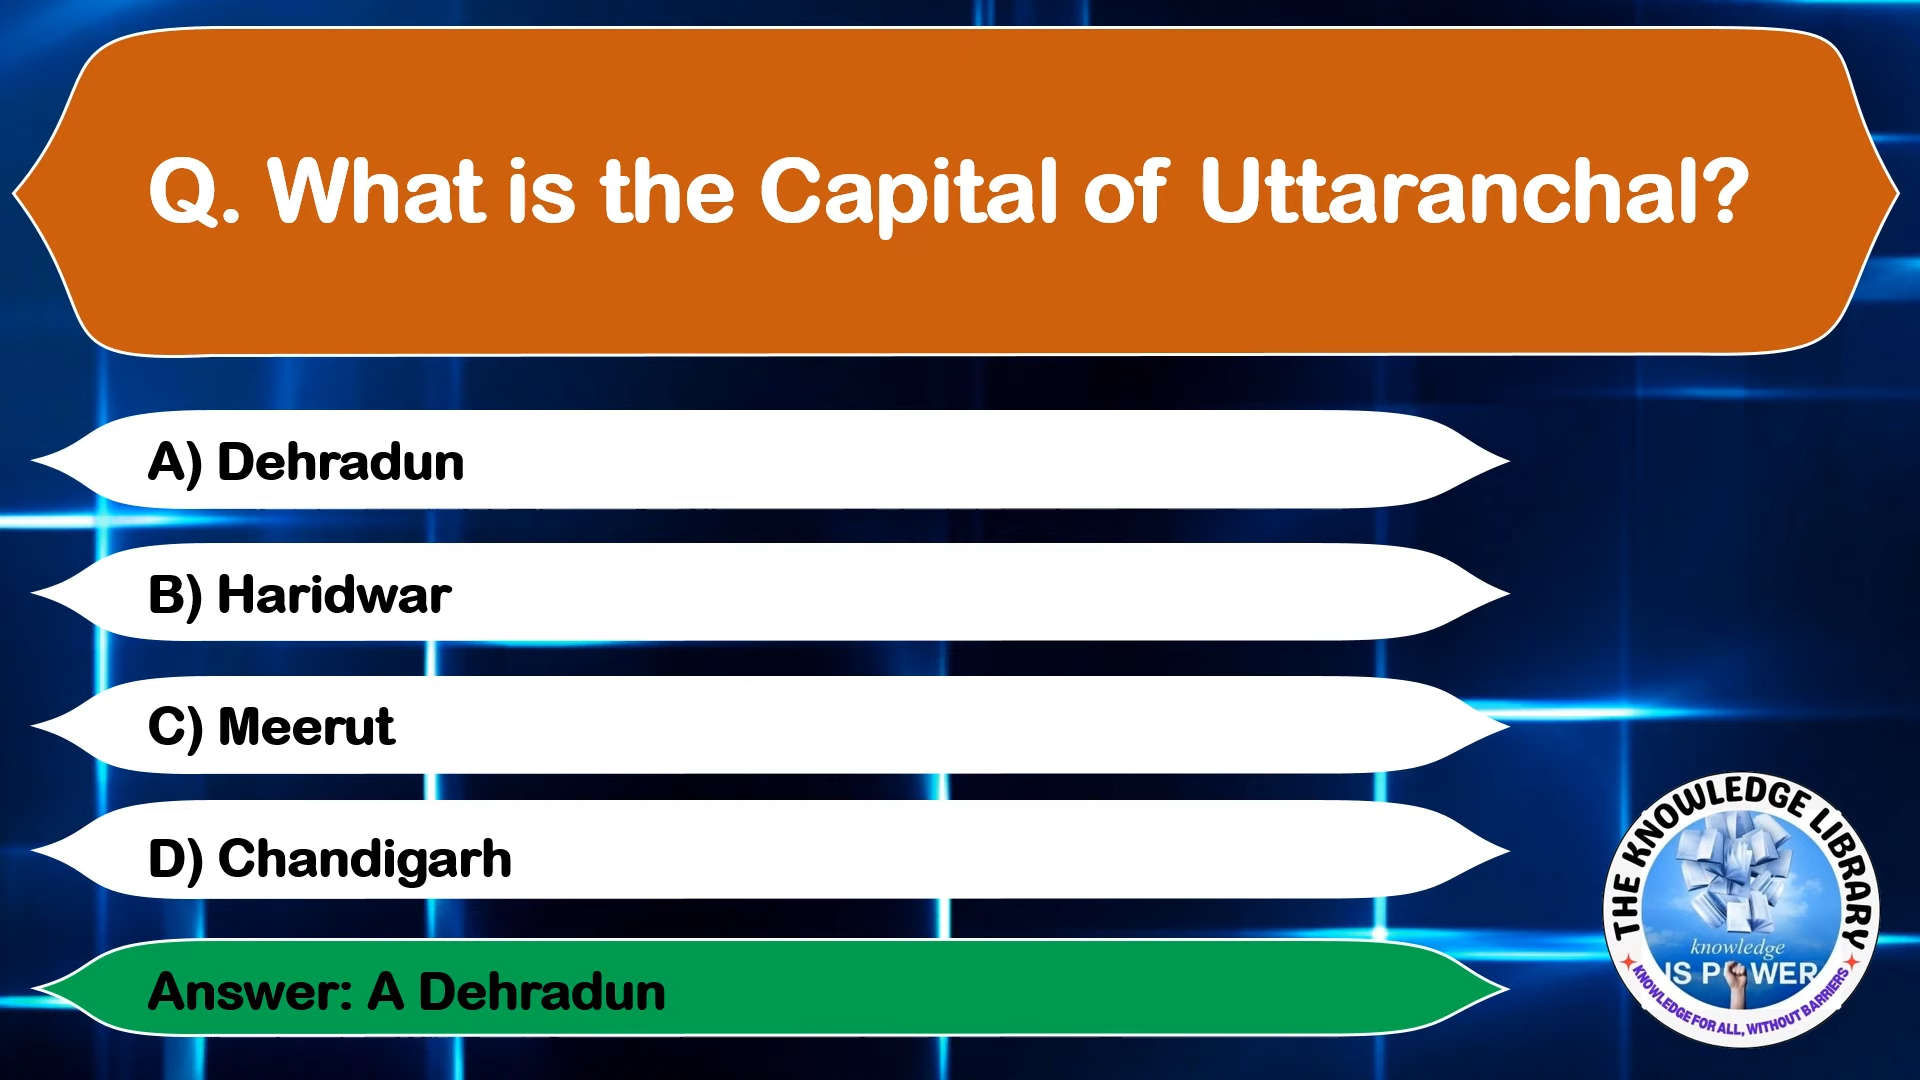 Q. What is the Capital of Uttaranchal?
A) Dehradun
B) Haridwar
C) Meerut
D) Chandigarh
Answer: A Dehradun
THE KNOWLEDGE LIBRARY
knowledge
IS POWER
KNOWLEDGE FOR ALL, WITHOUT BARRIERS